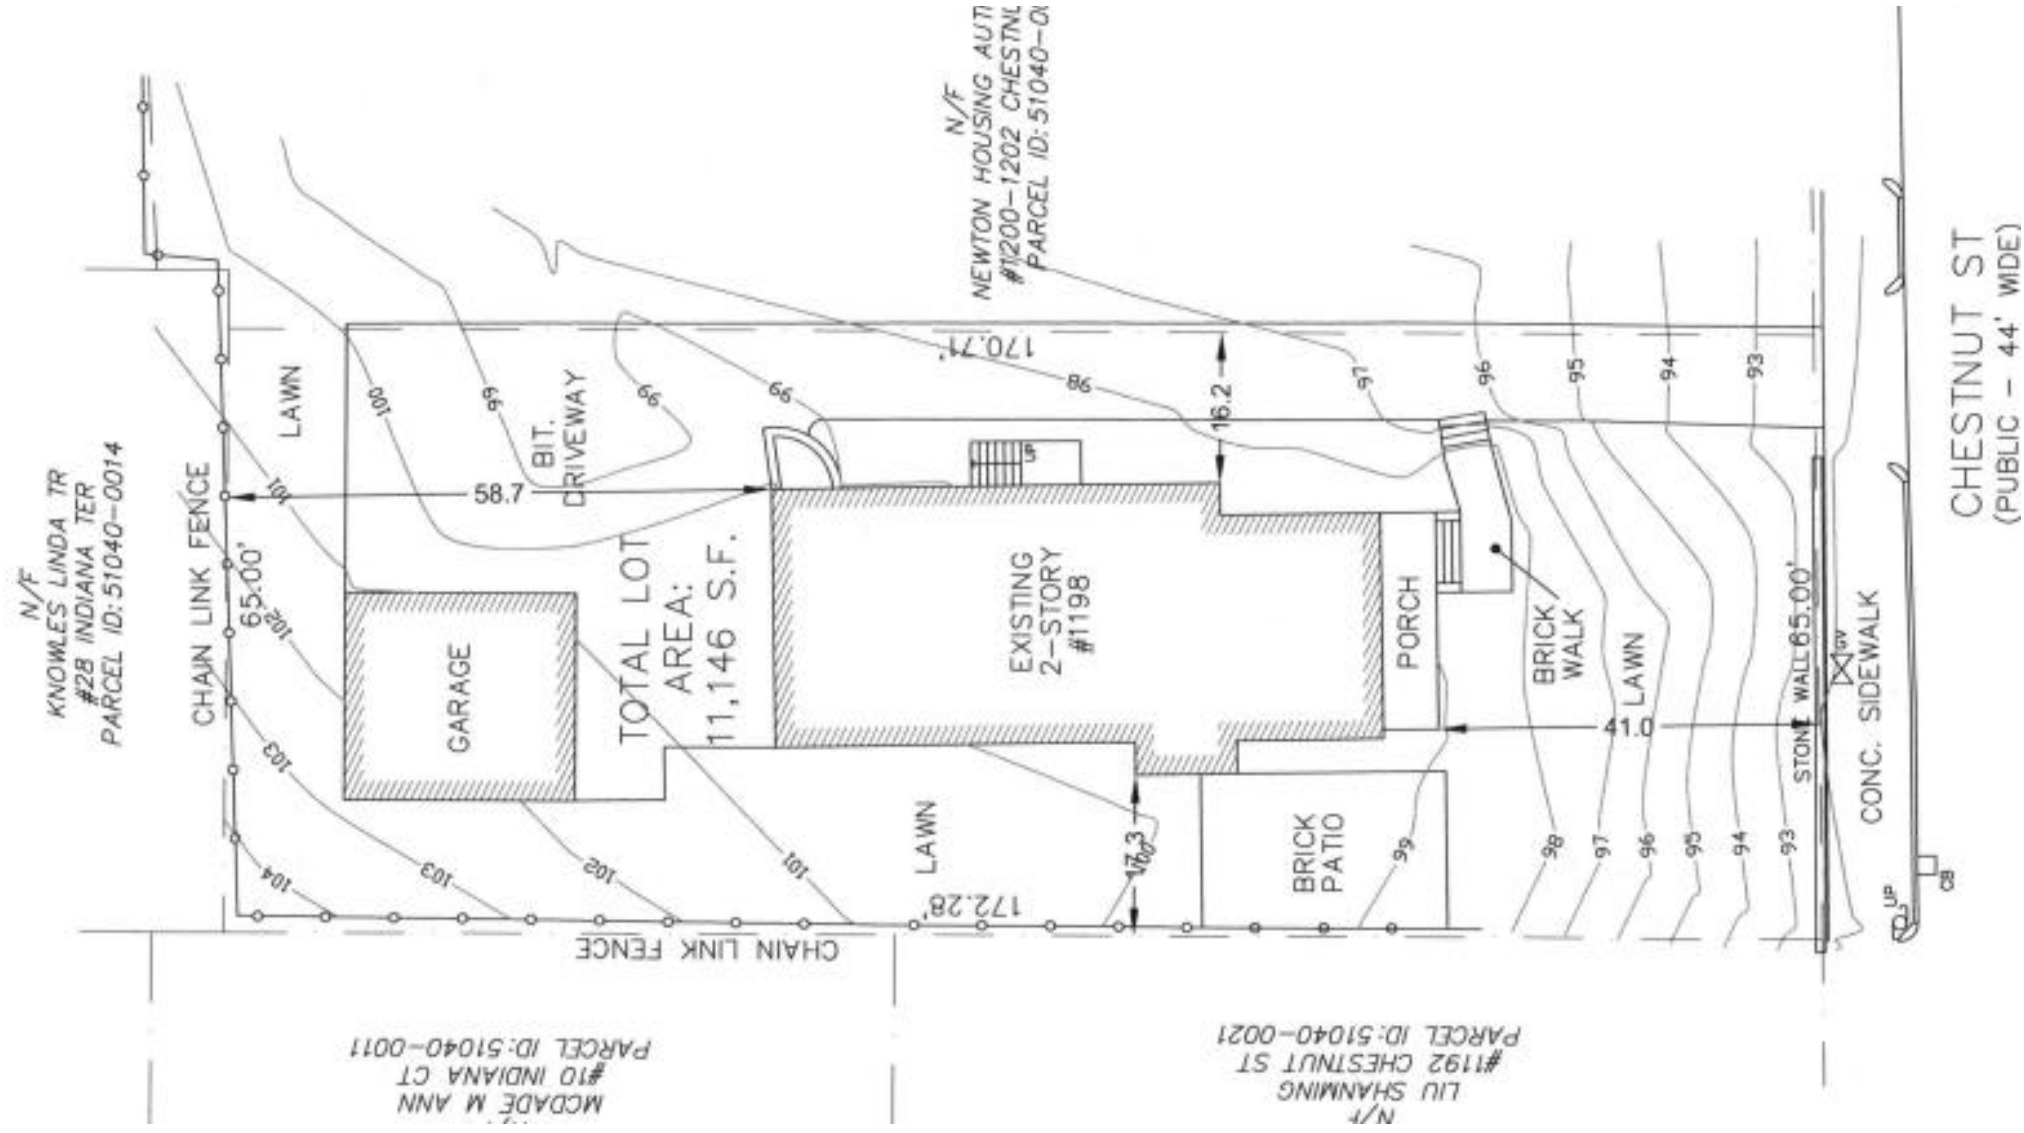 N/F
KNOWLES LINDA TR
#28 INDIANA TER
PARCEL ID: 51040-0014
CHAIN LINK FENCE
65.00'
LAWN
N/F
NEWTON HOUSING
#1200-1202
PARCEL ID:
CHESTNUT ST
(PUBLIC - 44' WIDE)
170.71'
BIT.
DRIVEWAY
58.7
16.2
UP
100
99
99
99
98
97
96
95
94
93
101
102
103
104
103
102
101
100
99
98
97
96
95
94
93
GARAGE
TOTAL LOT
AREA:
11,146 S.F.
EXISTING
2-STORY
#1198
PORCH
BRICK
WALK
LAWN
41.0
STONE WALL
65.00'
GV
CONC. SIDEWALK
LAWN
17.3
BRICK
PATIO
172.28'
CHAIN LINK FENCE
UP
CB
MCDADE M ANN
#10 INDIANA CT
PARCEL ID: 51040-0011
N/F
LIU SHANMING
#1192 CHESTNUT ST
PARCEL ID: 51040-0021